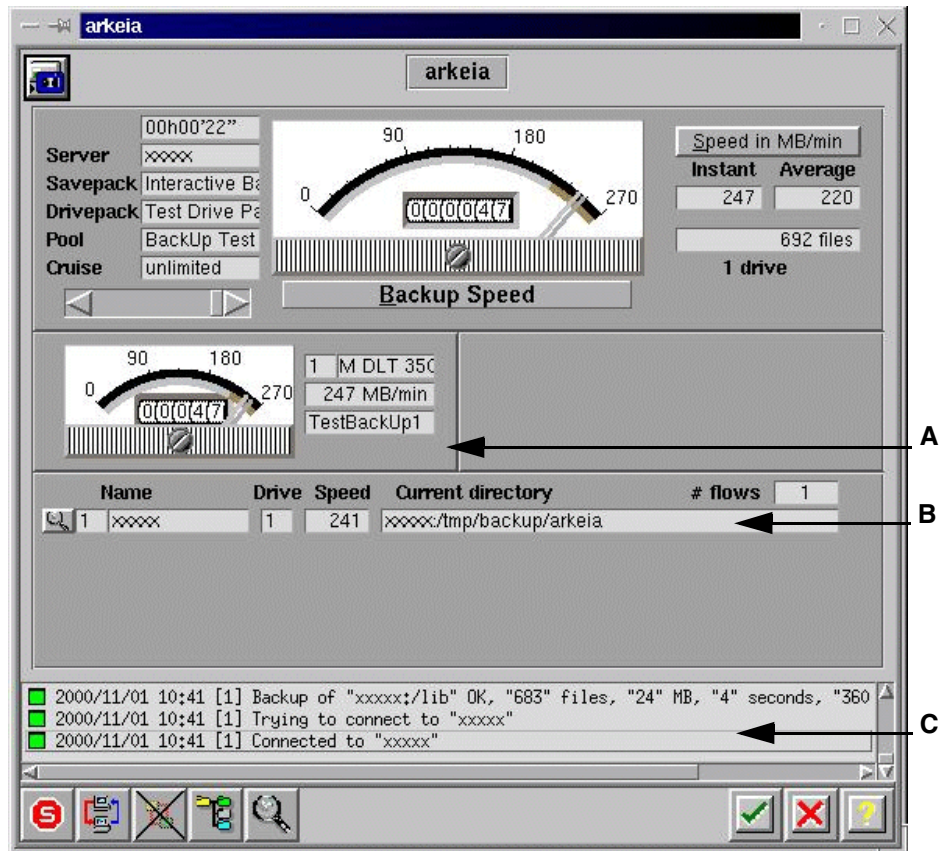 arkeia
arkeia
00h00'22"
Server xxxxx
Savepack Interactive Ba
Drivepack Test Drive Pa
Pool BackUp Test
Cruise unlimited
0 90 180 270
000047
Backup Speed
Speed in MB/min
Instant Average
247 220
692 files
1 drive
0 90 180 270
00047
1 M DLT 350
247 MB/min
TestBackUp1
A
Name Drive Speed Current directory # flows 1
1 xxxxx 1 241 xxxxx:/tmp/backup/arkeia
B
2000/11/01 10:41 [1] Backup of "xxxxx:/lib" OK, "683" files, "24" MB, "4" seconds, "360
2000/11/01 10:41 [1] Trying to connect to "xxxxx"
2000/11/01 10:41 [1] Connected to "xxxxx"
C
S
?